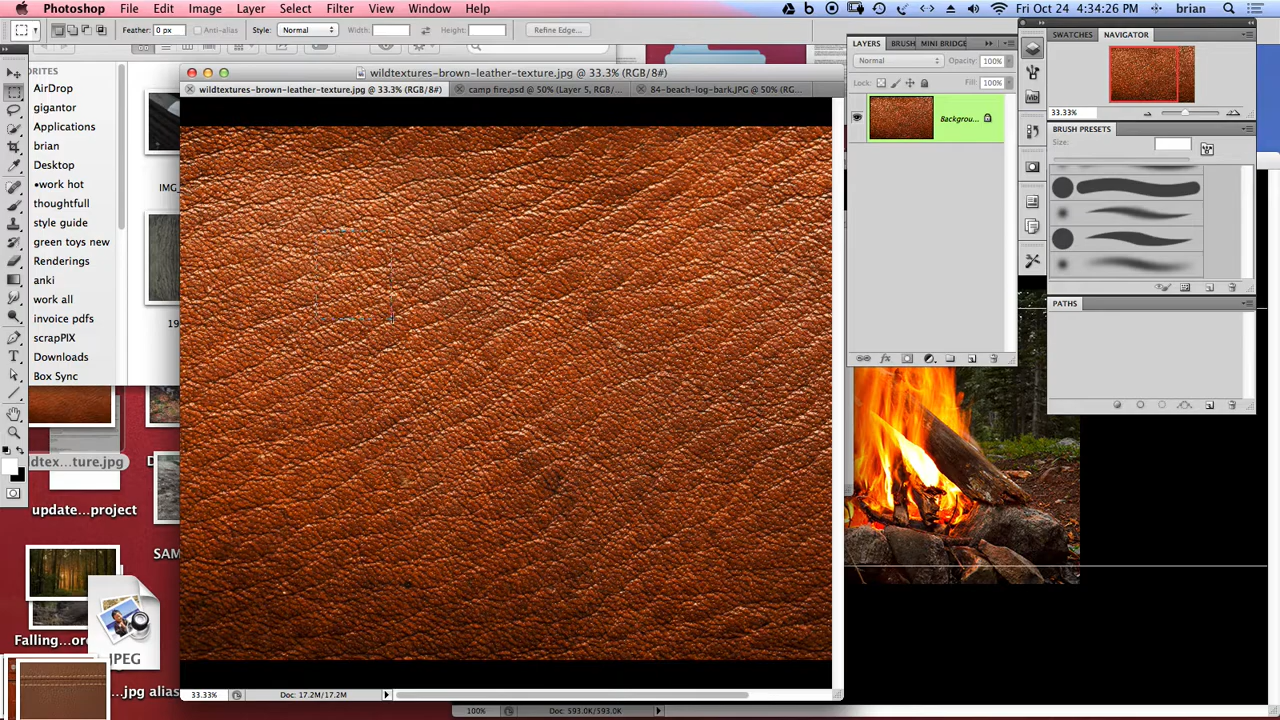 Photoshop File Edit Image Layer Select Filter View Window Help
Fri Oct 24 4:34:26 PM brian
Feather: 0 px Anti-alias Style: Normal Width: Height: Refine Edge...
AirDrop
gigantor
Applications
brian
Desktop
•work hot
thoughtfull
style guide
green toys new
Renderings
anki
work all
invoice pdfs
scrapPIX
Downloads
Box Sync
ORITES
IMG_
19
wildtextures-brown-leather-texture.jpg @ 33.3% (RGB/8#)
wildtextures-brown-leather-texture.jpg @ 33.3% (RGB/8#)
camp fire.psd @ 50% (Layer 5, RGB/...
84-beach-log-bark.JPG @ 50% (RG...
33.33% Doc: 17.2M/17.2M
100% Doc: 593.0K/593.0K
LAYERS BRUSH MINI BRIDGE
Normal Opacity: 100%
Lock: Fill: 100%
Backgrou...
SWATCHES NAVIGATOR
33.33%
BRUSH PRESETS
Size:
PATHS
ldtex...ture.jpg
update
project
SAM
Falling...ore
JPEG
...jpg alias